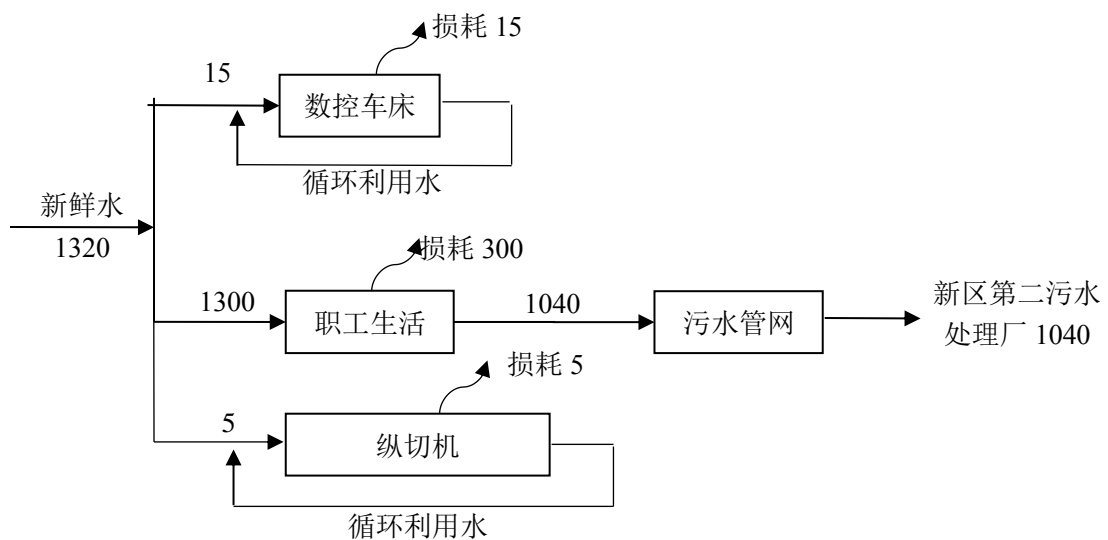 损耗 15
15
数控车床
循环利用水
新鲜水
1320
损耗 300
1300
职工生活
1040
污水管网
新区第二污水
处理厂 1040
损耗 5
5
纵切机
循环利用水